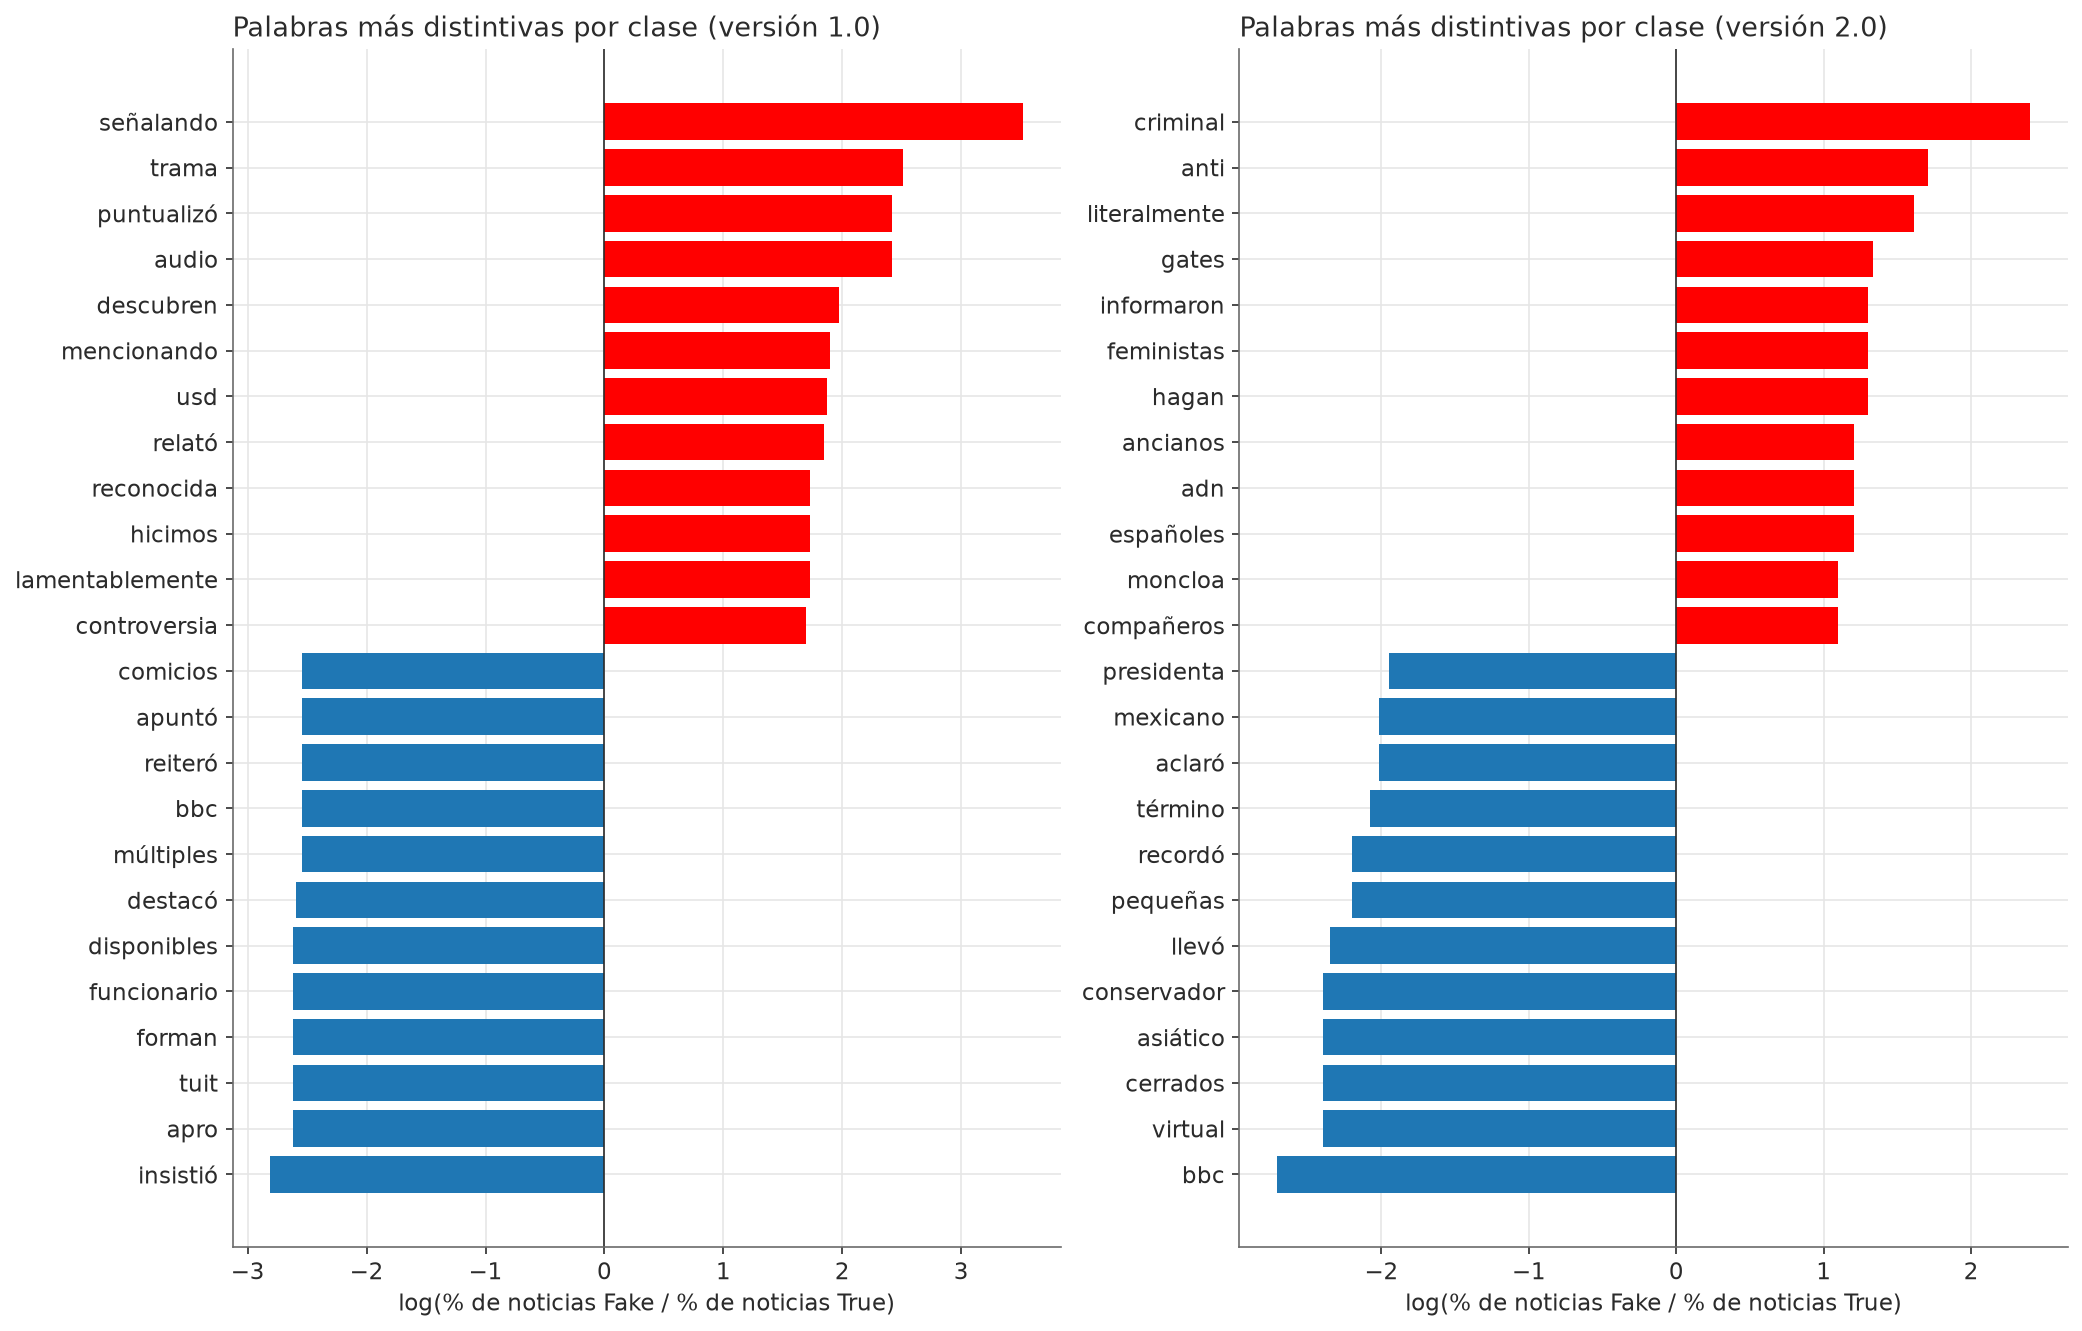 Palabras más distintivas por clase (versión 1.0)
señalando
trama
puntualizó
audio
descubren
mencionando
usd
relató
reconocida
hicimos
lamentablemente
controversia
comicios
apuntó
reiteró
bbc
múltiples
destacó
disponibles
funcionario
forman
tuit
apro
insistió
−3 −2 −1 0 1 2 3
log(% de noticias Fake / % de noticias True)
Palabras más distintivas por clase (versión 2.0)
criminal
anti
literalmente
gates
informaron
feministas
hagan
ancianos
adn
españoles
moncloa
compañeros
presidenta
mexicano
aclaró
término
recordó
pequeñas
llevó
conservador
asiático
cerrados
virtual
bbc
−2 −1 0 1 2
log(% de noticias Fake / % de noticias True)